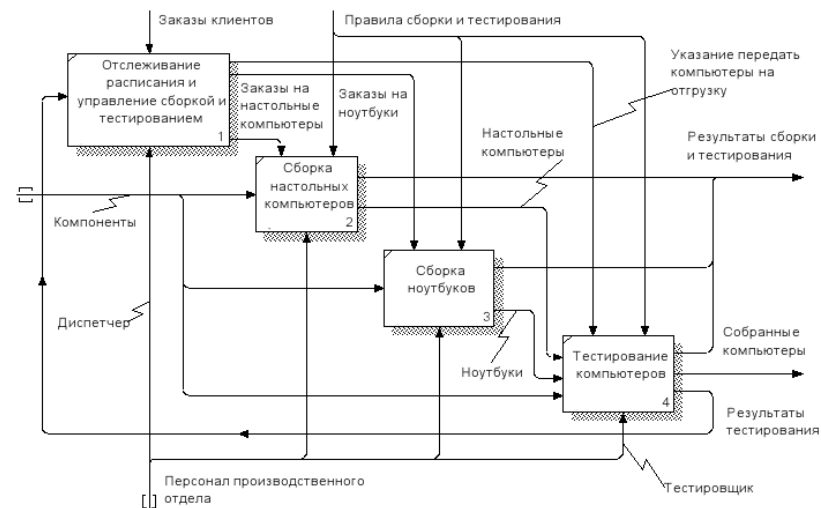 Заказы клиентов
Правила сборки и тестирования
Отслеживание
расписания и
управление сборкой и
тестированием
1
Заказы на
настольные
компьютеры
Заказы на
ноутбуки
Указание передать
компьютеры на
отгрузку
Настольные
компьютеры
Результаты сборки
и тестирования
Сборка
настольных
компьютеров
2
Компоненты
Сборка
ноутбуков
3
Диспетчер
Ноутбуки
Тестирование
компьютеров
4
Собранные
компьютеры
Результаты
тестирования
Персонал производственного
отдела
Тестировщик